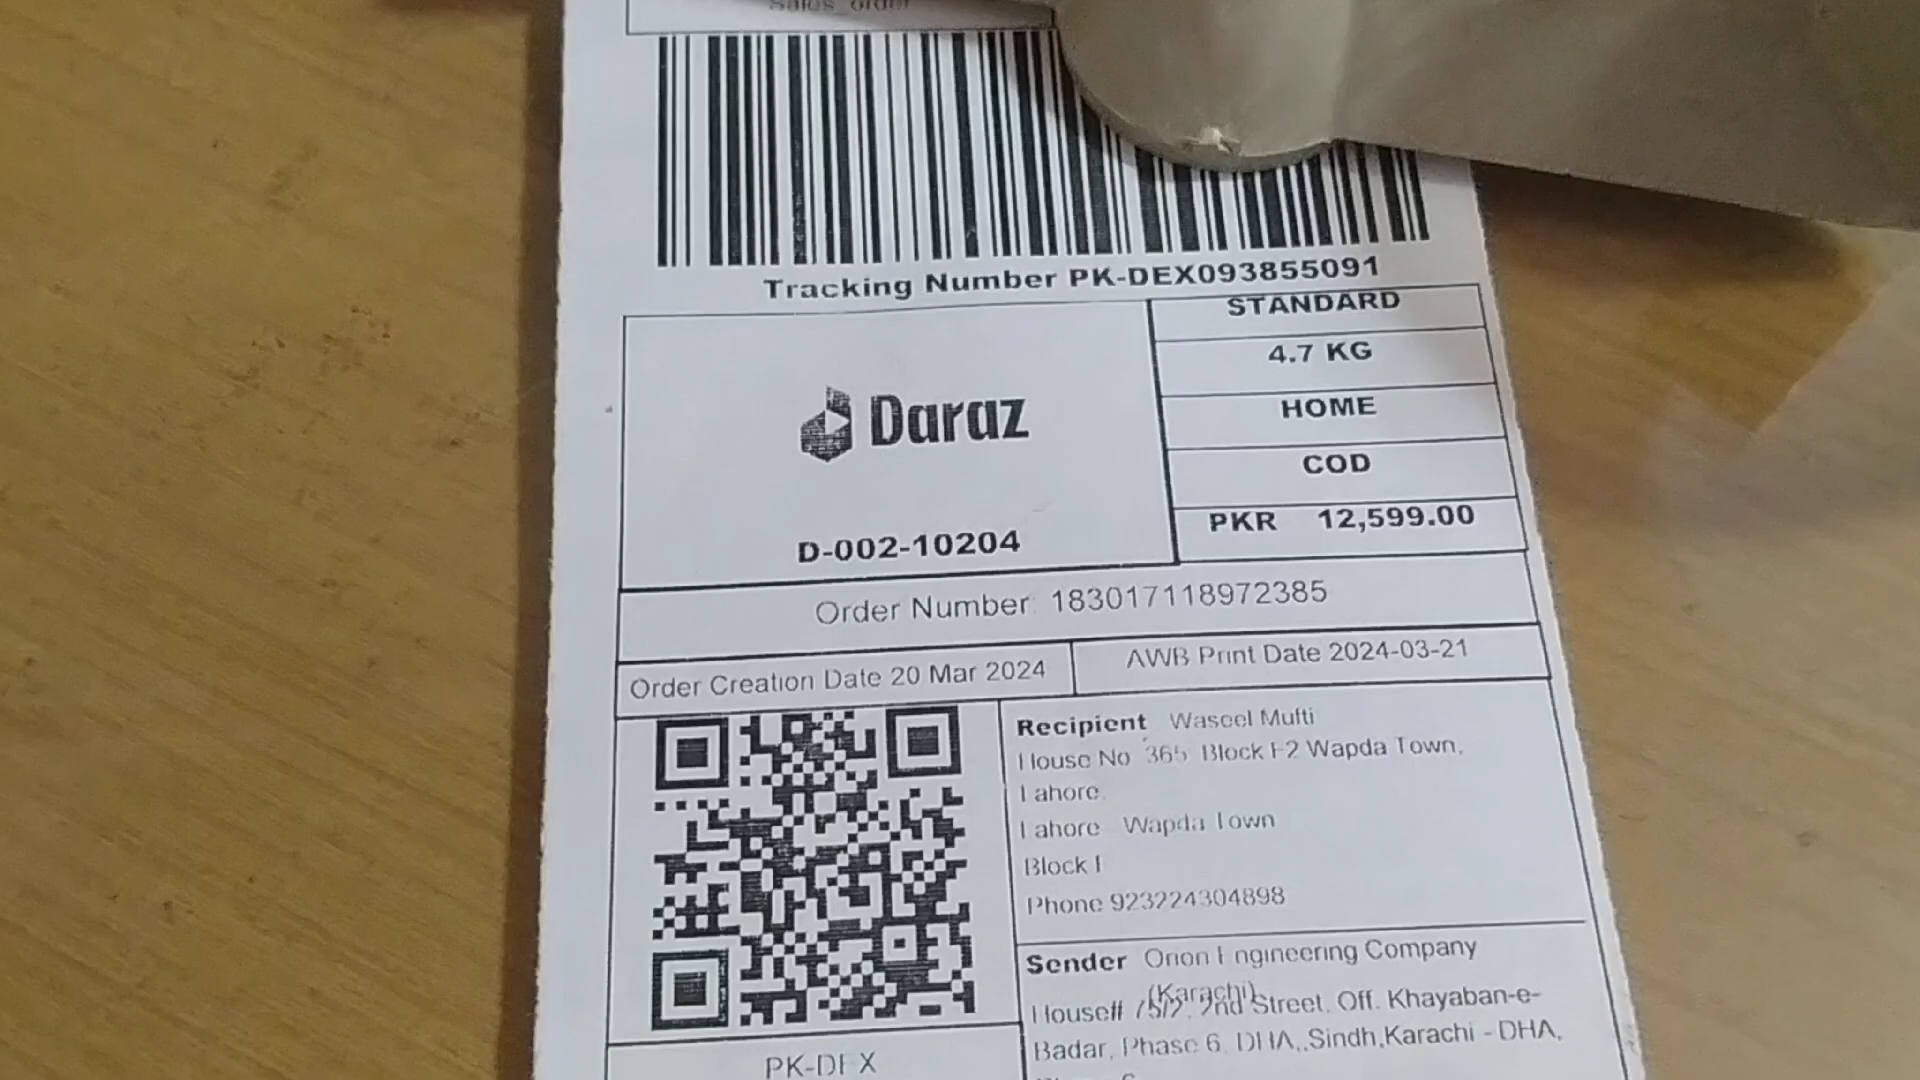 Sales_order
Tracking Number PK-DEX093855091
STANDARD
4.7 KG
HOME
COD
PKR 12,599.00
Daraz
D-002-10204
Order Number: 183017118972385
Order Creation Date 20 Mar 2024
AWB Print Date 2024-03-21
Recipient Waseel Mufti
House No 365 Block F2 Wapda Town,
Lahore.
Lahore Wapda Town
Block F
Phone 923224304898
Sender Orion Engineering Company
(Karachi)
House# 2nd Street, Off. Khayaban-e-
Badar, Phase 6, DHA,,Sindh,Karachi - DHA,
PK-DEX